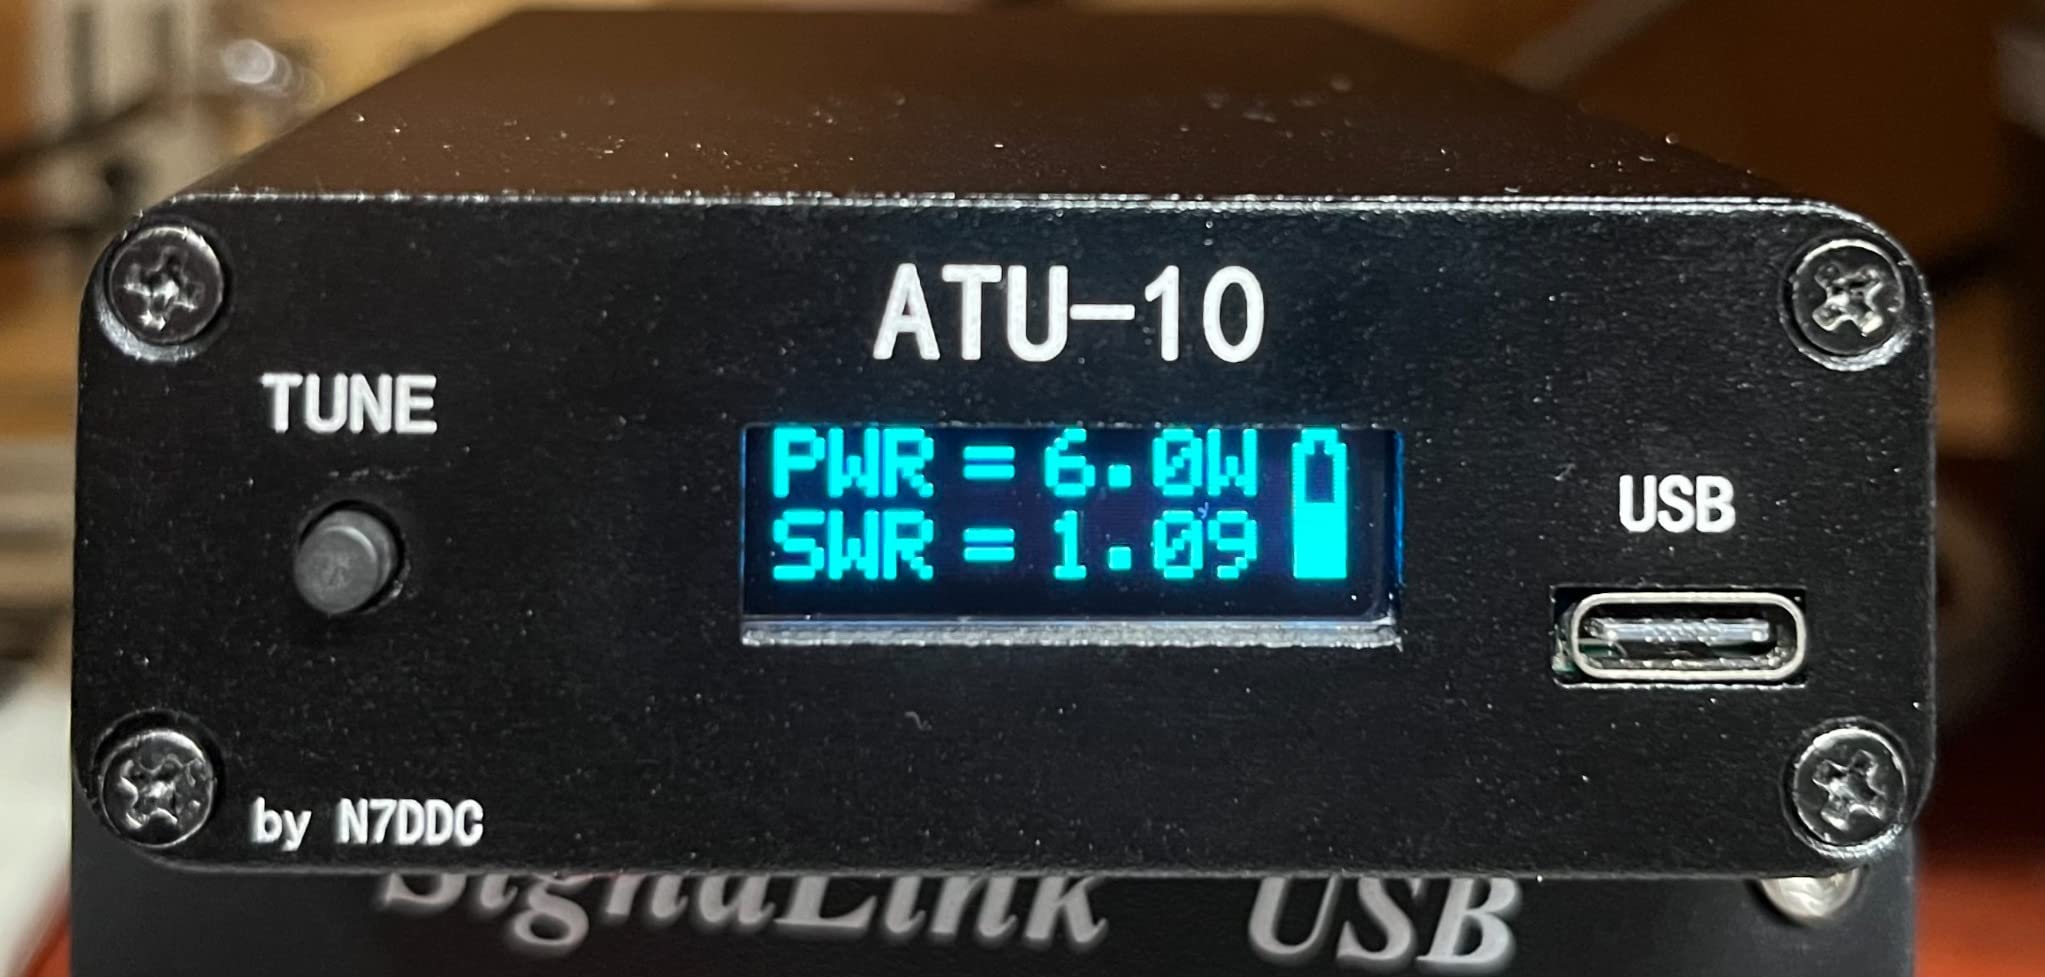 ATU-10
TUNE
PWR = 6.0W
SWR = 1.09
USB
by N7DDC
SignaLink USB